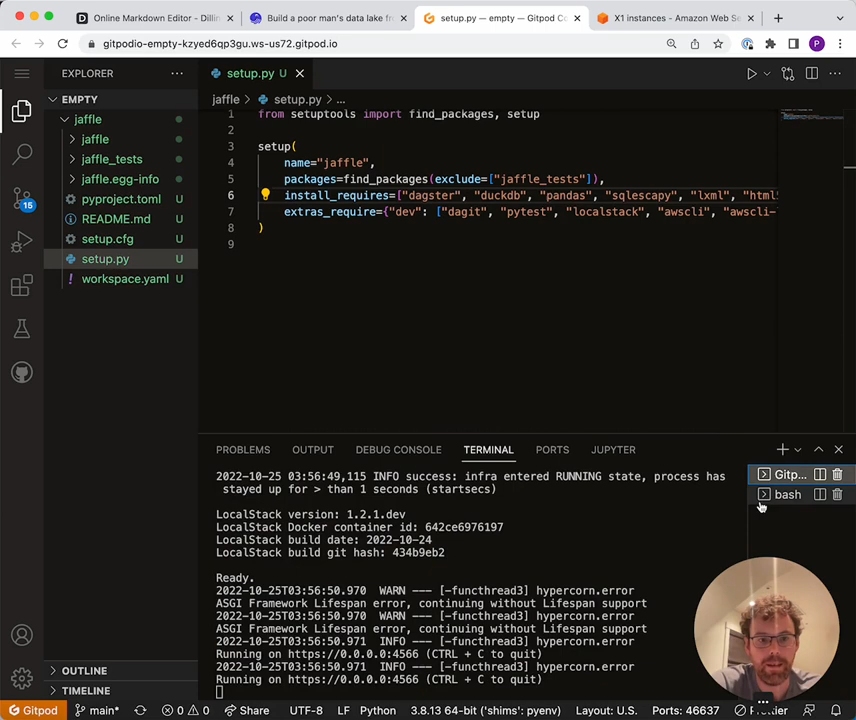 Online Markdown Editor - Dillin
Build a poor man's data lake fr
setup.py — empty — Gitpod C
X1 instances - Amazon Web Se
gitpodio-empty-kzyed6qp3gu.ws-us72.gitpod.io
EXPLORER
setup.py U
EMPTY
jaffle > setup.py > ...
jaffle
jaffle
jaffle_tests
jaffle.egg-info
pyproject.toml U
README.md U
setup.cfg U
setup.py U
workspace.yaml U
15
1 from setuptools import find_packages, setup
2
3 setup(
4 name="jaffle",
5 packages=find_packages(exclude=["jaffle_tests"]),
6 install_requires=["dagster", "duckdb", "pandas", "sqlescapy", "lxml", "html5
7 extras_require={"dev": ["dagit", "pytest", "localstack", "awscli", "awscli-
8 )
9
PROBLEMS OUTPUT DEBUG CONSOLE TERMINAL PORTS JUPYTER
Gitp...
bash
2022-10-25 03:56:49,115 INFO success: infra entered RUNNING state, process has
stayed up for > than 1 seconds (startsecs)
LocalStack version: 1.2.1.dev
LocalStack Docker container id: 642ce6976197
LocalStack build date: 2022-10-24
LocalStack build git hash: 434b9eb2
Ready.
2022-10-25T03:56:50.970 WARN --- [-functhread3] hypercorn.error
ASGI Framework Lifespan error, continuing without Lifespan support
2022-10-25T03:56:50.970 WARN --- [-functhread3] hypercorn.error
ASGI Framework Lifespan error, continuing without Lifespan support
2022-10-25T03:56:50.971 INFO --- [-functhread3] hypercorn.error
Running on https://0.0.0.0:4566 (CTRL + C to quit)
2022-10-25T03:56:50.971 INFO --- [-functhread3] hypercorn.error
Running on https://0.0.0.0:4566 (CTRL + C to quit)
OUTLINE
TIMELINE
Gitpod main* 0 0 Share UTF-8 LF Python 3.8.13 64-bit ('shims': pyenv) Layout: U.S. Ports: 46637 Prettier